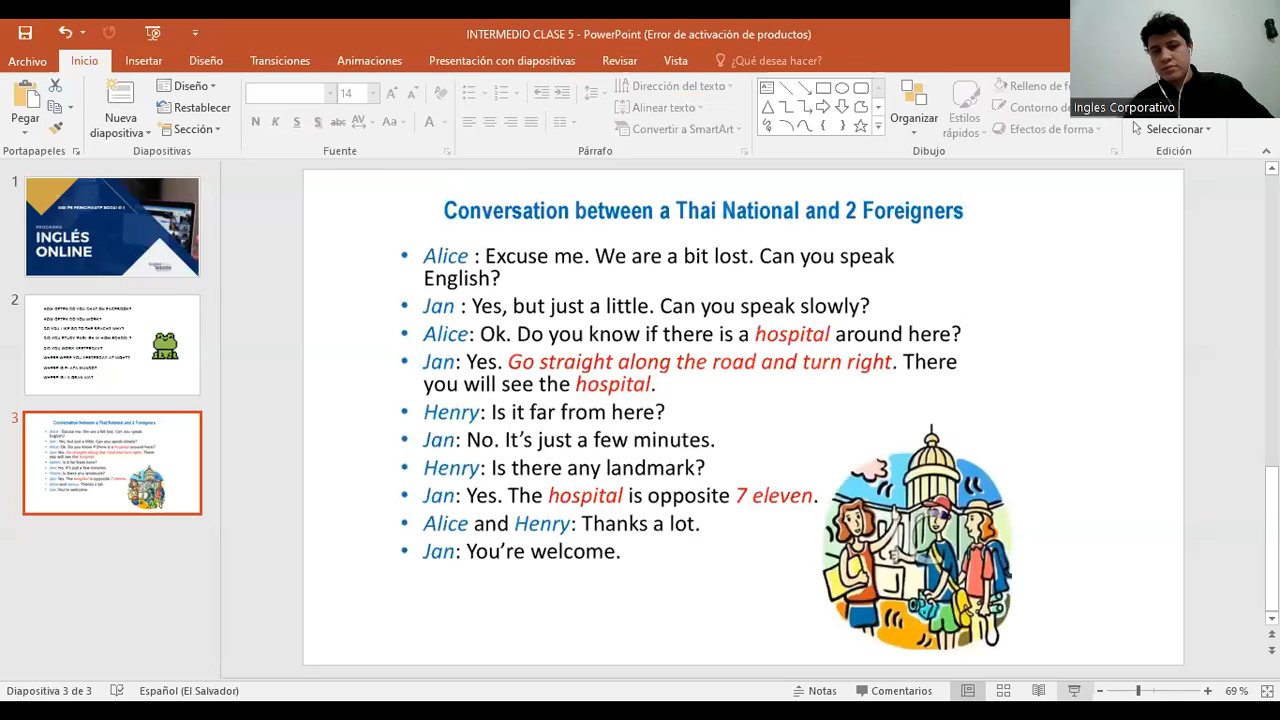 INTERMEDIO CLASE 5 - PowerPoint (Error de activación de productos)
Archivo Inicio Insertar Diseño Transiciones Animaciones Presentación con diapositivas Revisar Vista ¿Qué desea hacer?
Ingles Corporativo
Pegar
Nueva
diapositiva
Diseño
Restablecer
Sección
14
N K S S abc AV Aa A
Dirección del texto
Alinear texto
Convertir a SmartArt
Organizar
Estilos
rápidos
Relleno de f
Contorno de
Efectos de forma
Seleccionar
Portapapeles Diapositivas Fuente Párrafo Dibujo Edición
1
INGLÉS
ONLINE
2
3
Conversation between a Thai National and 2 Foreigners
Alice : Excuse me. We are a bit lost. Can you speak
English?
Jan : Yes, but just a little. Can you speak slowly?
Alice: Ok. Do you know if there is a hospital around here?
Jan: Yes. Go straight along the road and turn right. There
you will see the hospital.
Henry: Is it far from here?
Jan: No. It's just a few minutes.
Henry: Is there any landmark?
Jan: Yes. The hospital is opposite 7 eleven.
Alice and Henry: Thanks a lot.
Jan: You're welcome.
Diapositiva 3 de 3 Español (El Salvador) Notas Comentarios 69 %